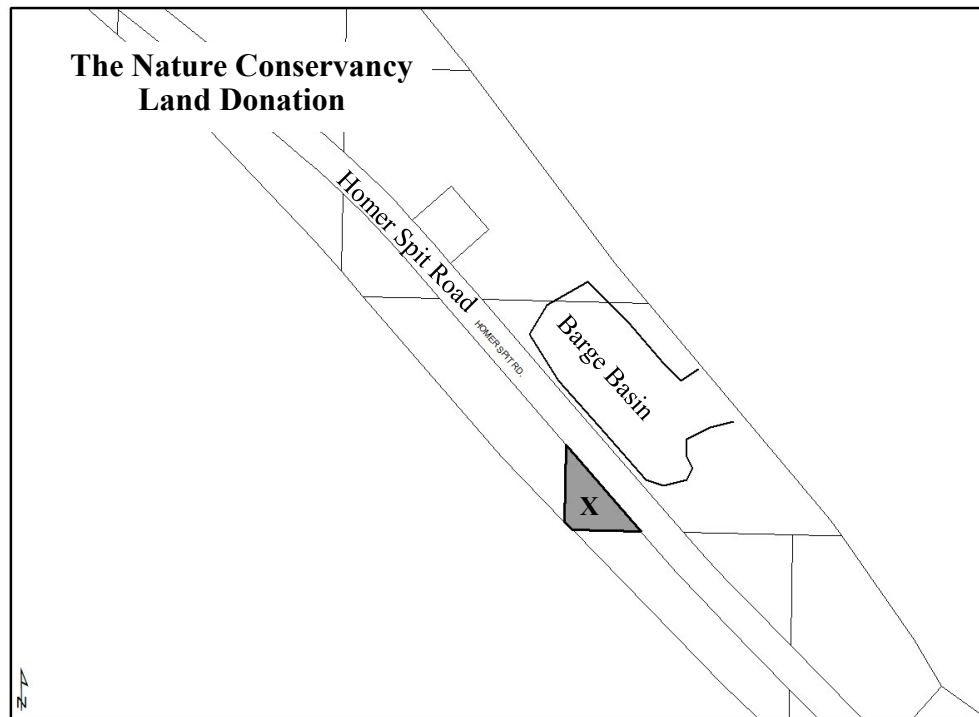 The Nature Conservancy
Land Donation
Homer Spit Road
HOMER SPIT RD.
Barge Basin
X
N